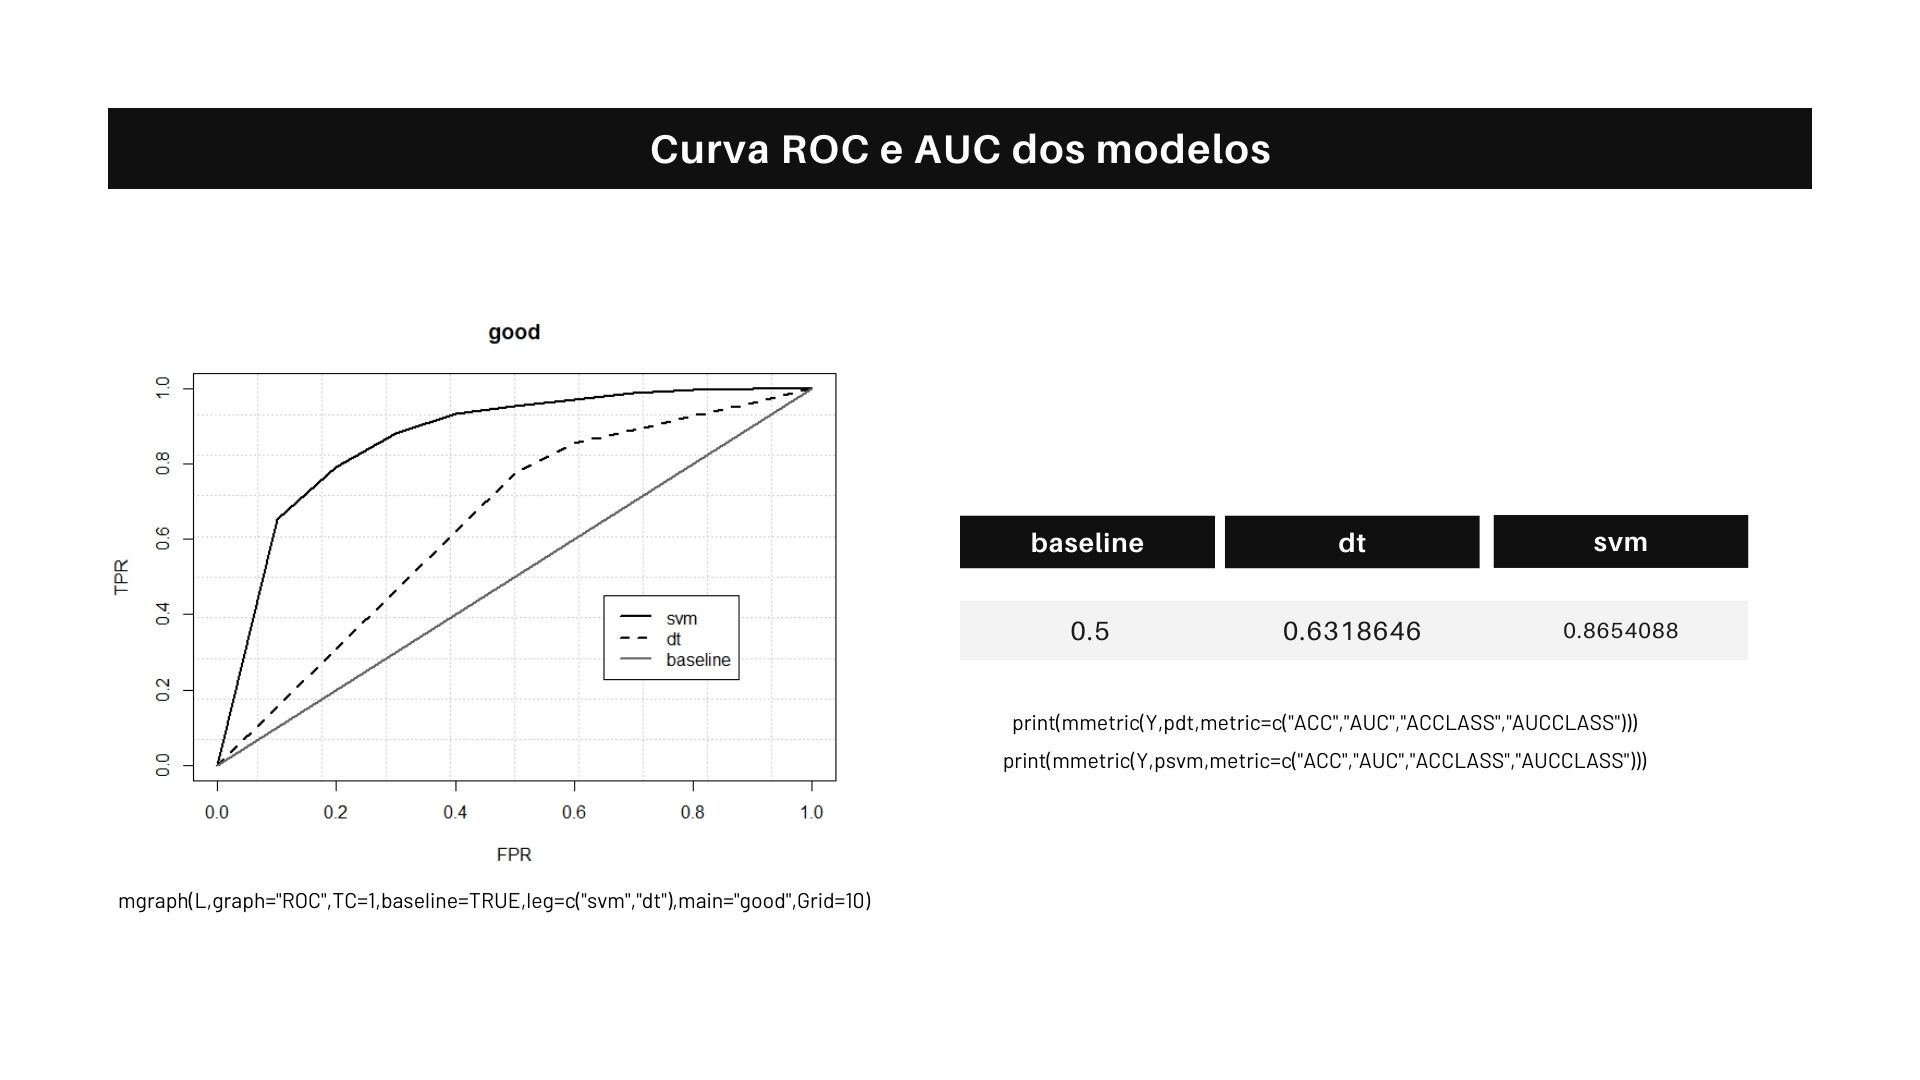 Curva ROC e AUC dos modelos
good
1.0
0.8
0.6
0.4
0.2
0.0
TPR
svm
dt
baseline
0.0 0.2 0.4 0.6 0.8 1.0
FPR
mgraph(L,graph="ROC",TC=1,baseline=TRUE,leg=c("svm","dt"),main="good",Grid=10)
baseline dt svm
0.5 0.6318646 0.8654088
print(mmetric(Y,pdt,metric=c("ACC","AUC","ACCLASS","AUCCLASS")))
print(mmetric(Y,psvm,metric=c("ACC","AUC","ACCLASS","AUCCLASS")))